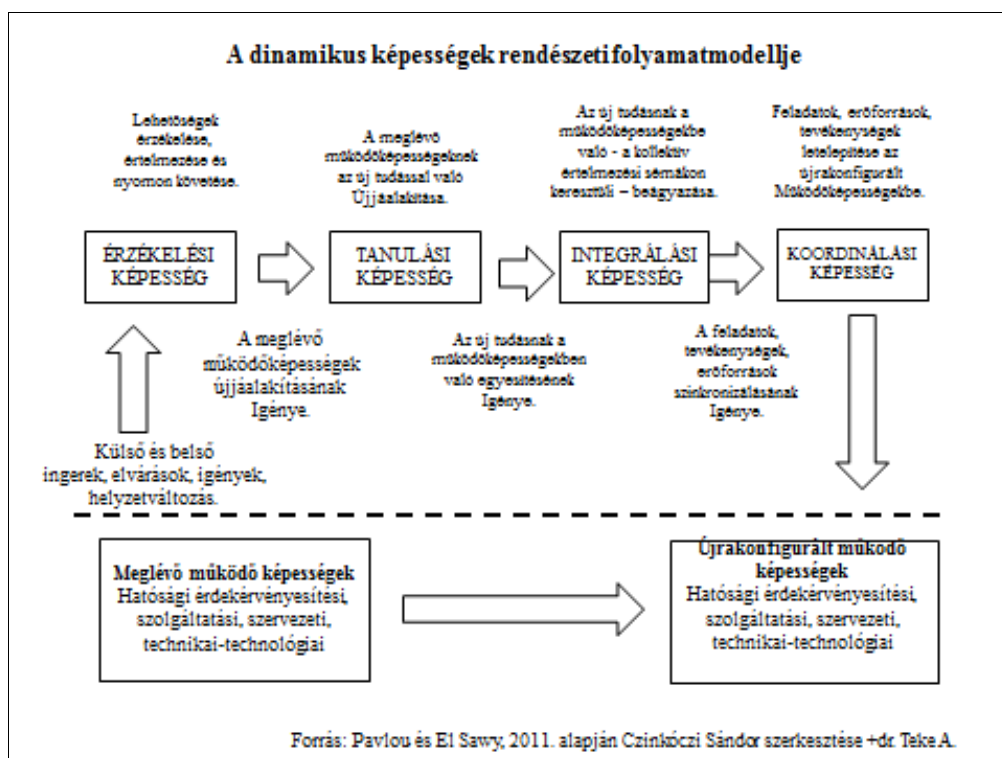 A dinamikus képességek rendészeti folyamatmodellje
Lehetőségek
érzékelése,
értelmezése és
nyomon követése.
A meglévő
működőképességeknek
az új tudással való
Újjáalakítása.
Az új tudásnak a
működőképességekbe
való - a kollektív
értelmezési sémákon
keresztüli – beágyazása.
Feladatok, erőforrások,
tevékenységek
letelepítése az
újrakonfigurált
Működőképességekbe.
ÉRZÉKELÉSI
KÉPESSÉG
TANULÁSI
KÉPESSÉG
INTEGRÁLÁSI
KÉPESSÉG
KOORDINÁLÁSI
KÉPESSÉG
A meglévő
működőképességek
újjáalakításának
Igénye.
Az új tudásnak a
működőképességekben
való egyesítésének
Igénye.
A feladatok,
tevékenységek,
erőforrások
szinkronizálásának
Igénye.
Külső és belső
ingerek, elvárások, igények,
helyzetváltozás.
Meglévő működő képességek
Hatósági érdekérvényesítési,
szolgáltatási, szervezeti,
technikai-technológiai
Újrakonfigurált működő
képességek
Hatósági érdekérvényesítési,
szolgáltatási, szervezeti,
technikai-technológiai
Forrás: Pavlou és El Sawy, 2011. alapján Czinkóczi Sándor szerkesztése +dr. Teke A.